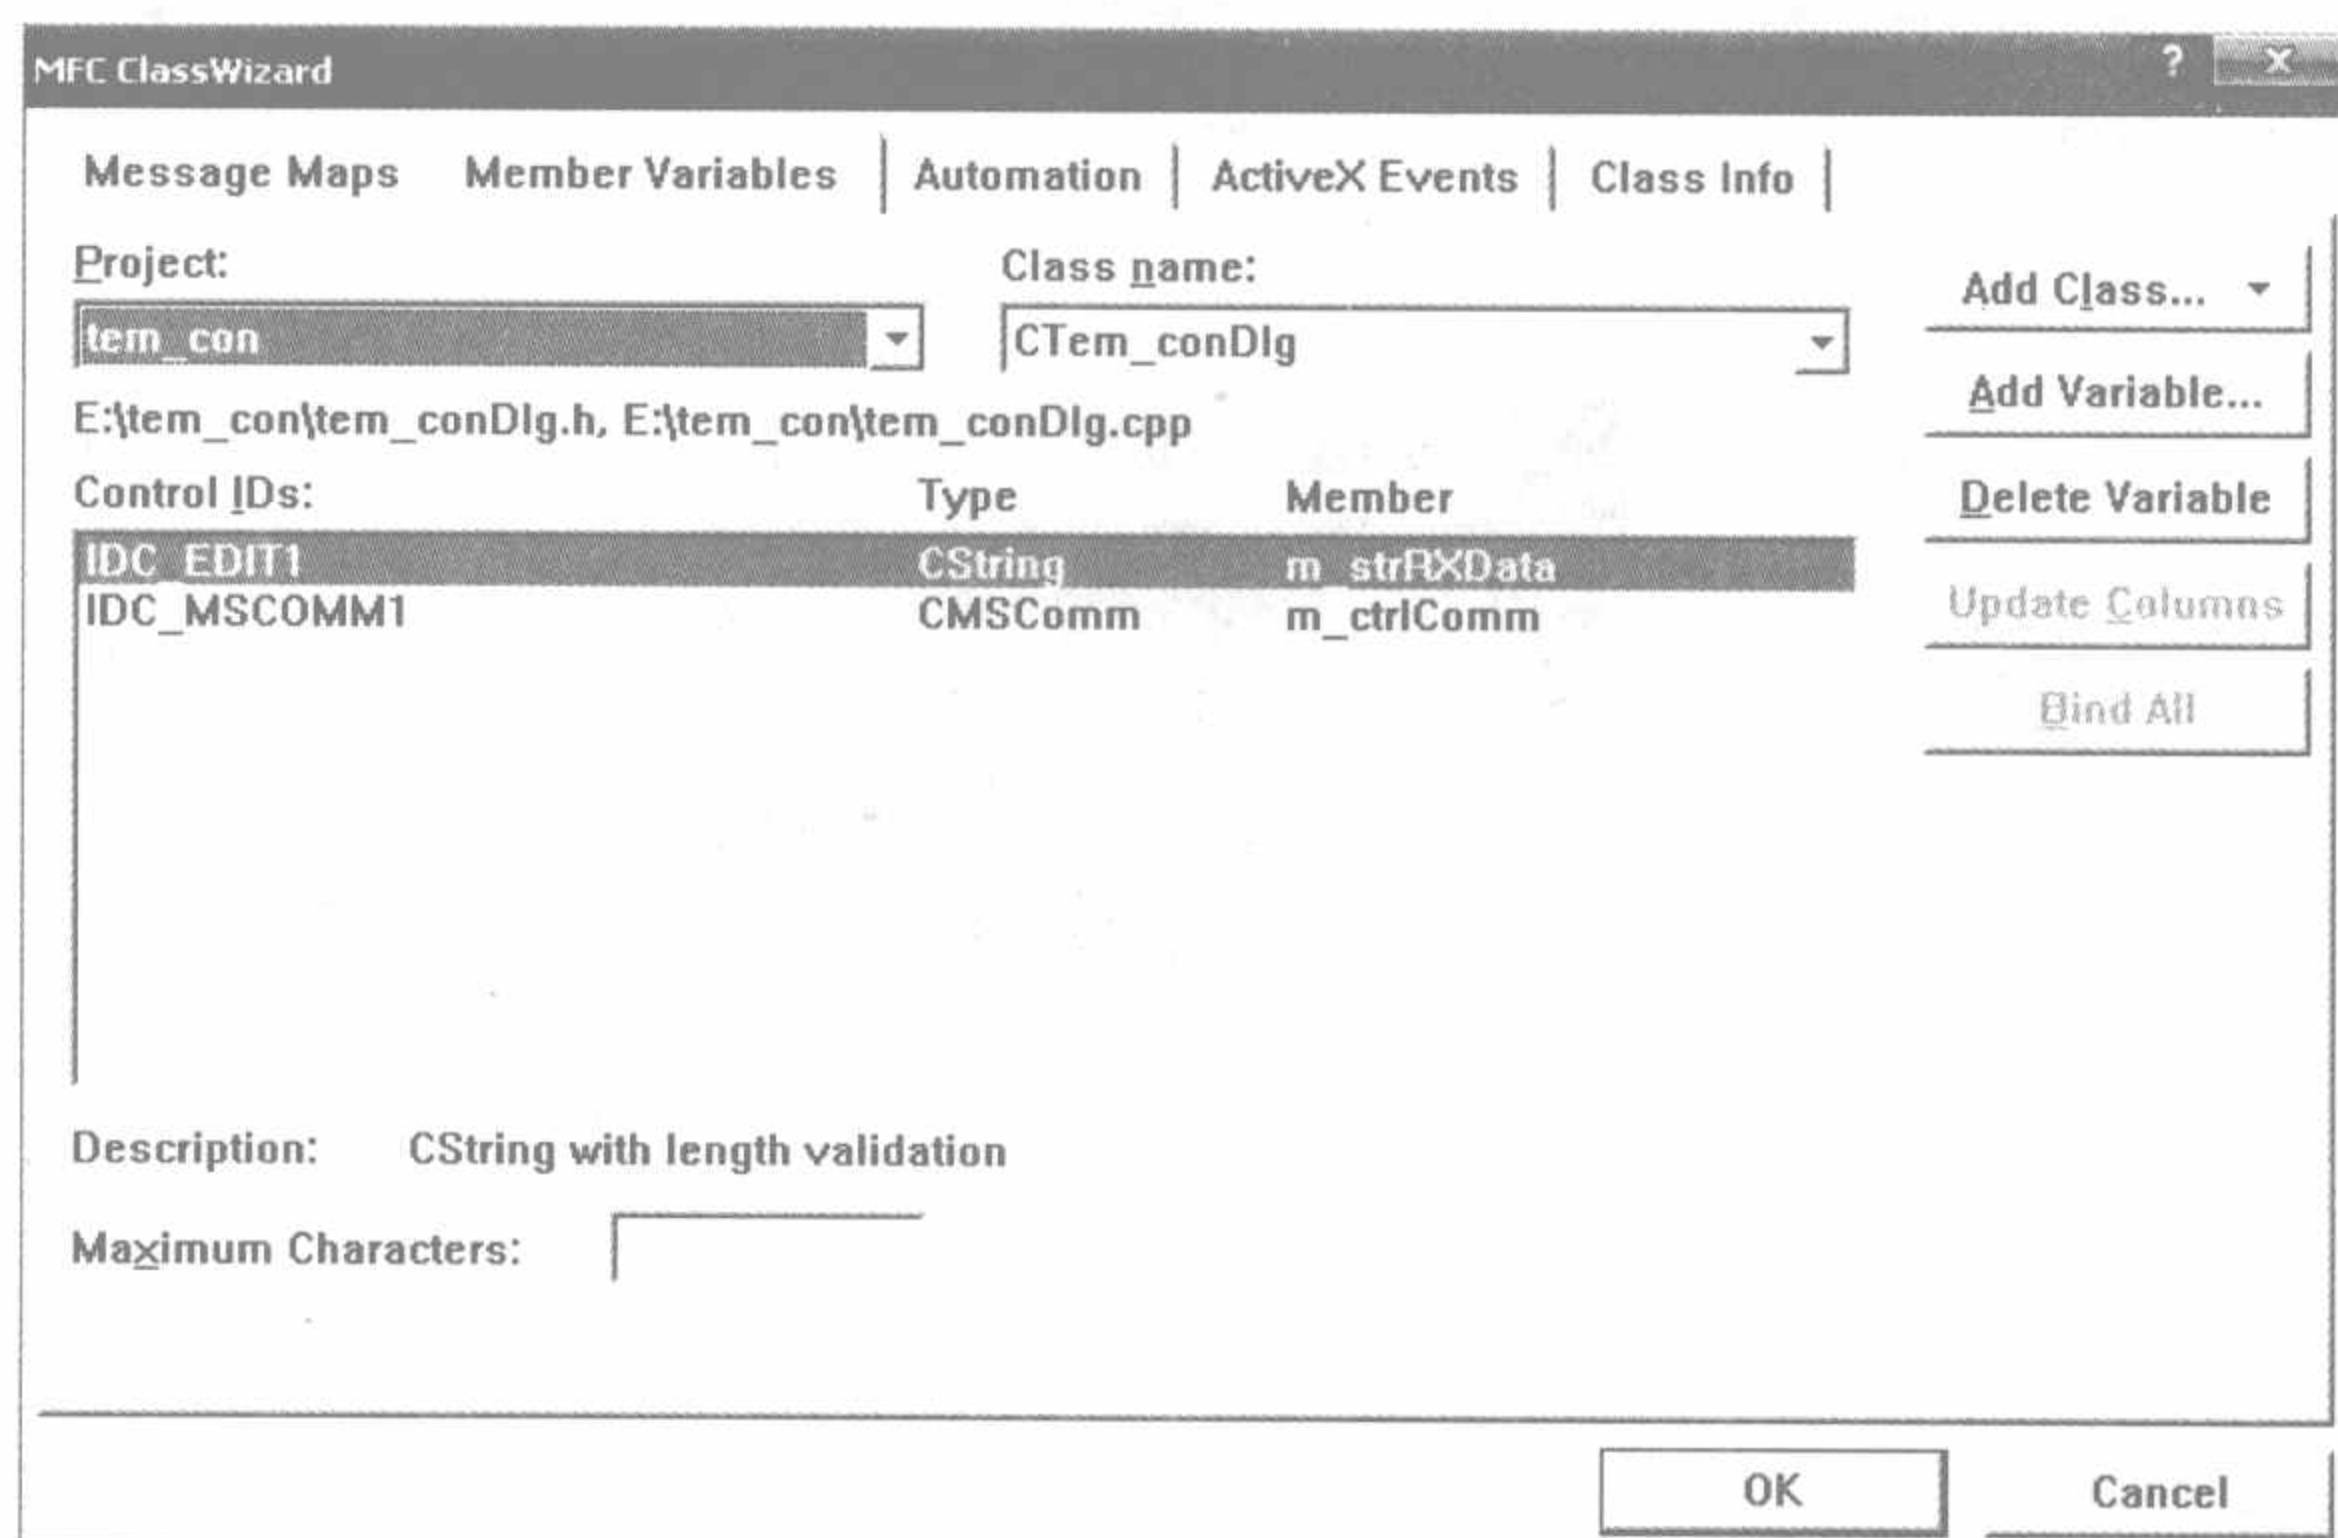 MFC ClassWizard ? X
Message Maps Member Variables Automation ActiveX Events Class Info
Project: Class name:
tem_con CTem_conDlg
Add Class...
E:\tem_con\tem_conDlg.h, E:\tem_con\tem_conDlg.cpp
Add Variable...
Control IDs: Type Member
Delete Variable
IDC_EDIT1 CString m_strRXData
IDC_MSCOMM1 CMSComm m_ctrlComm
Update Columns
Bind All
Description: CString with length validation
Maximum Characters:
OK Cancel